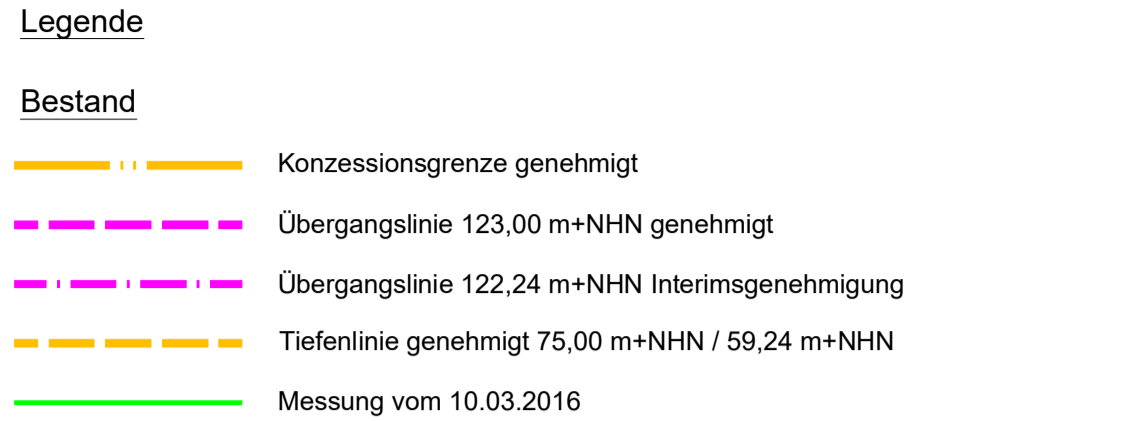 Legende
Bestand
Konzessionsgrenze genehmigt
Übergangslinie 123,00 m+NHN genehmigt
Übergangslinie 122,24 m+NHN Interimsgenehmigung
Tiefenlinie genehmigt 75,00 m+NHN / 59,24 m+NHN
Messung vom 10.03.2016